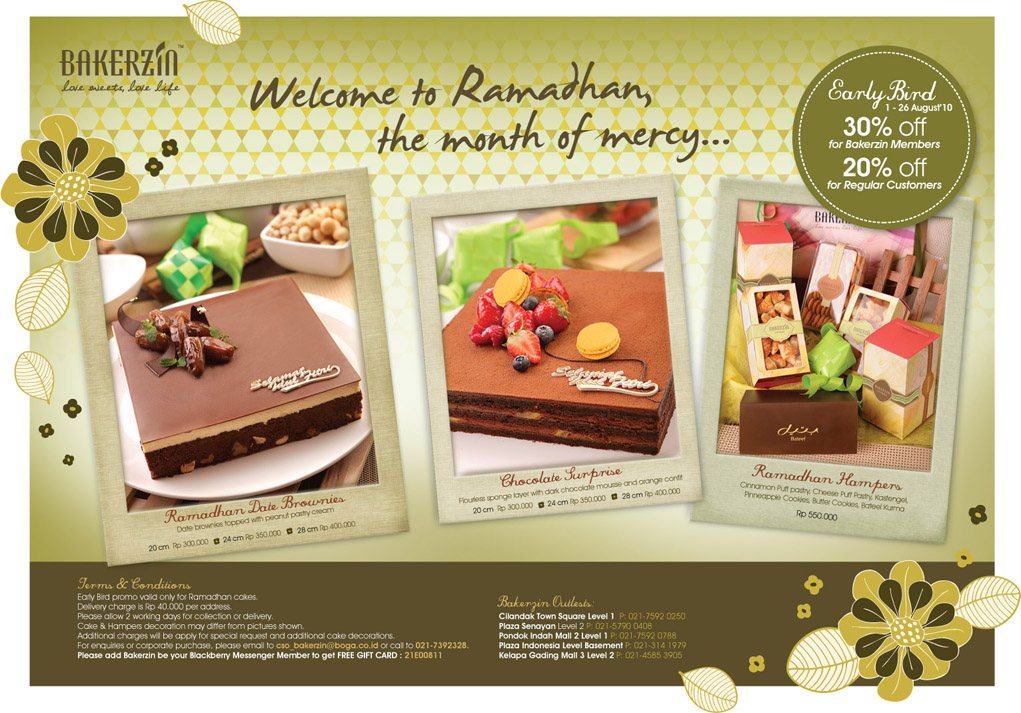 BAKERZIN™
love sweets, love life
Welcome to Ramadhan,
the month of mercy...
Early Bird
1 - 26 August'10
30% off
for Bakerzin Members
20% off
for Regular Customers
Selamat
Idul Fitri
Ramadhan Date Brownies
Date brownies topped with peanut pastry cream
20 cm Rp 300.000 24 cm Rp 350.000 28 cm Rp 400.000
Selamat
Idul Fitri
Chocolate Surprise
Flourless sponge layer with dark chocolate mousse and orange confit
20 cm Rp 300.000 24 cm Rp 350.000 28 cm Rp 400.000
BAKERZIN
Bateel
Ramadhan Hampers
Cinnamon Puff pastry, Cheese Puff Pastry, Kastengel,
Pinneapple Cookies, Butter Cookies, Bateel Kurma
Rp 550.000
Terms & Conditions
Early Bird promo valid only for Ramadhan cakes.
Delivery charge is Rp 40.000 per address.
Please allow 2 working days for collection or delivery.
Cake & Hampes decoration may differ from pictures shown.
Additional charges will be apply for special request and additional cake decorations.
For enquiries or corporate purchase, please email to cso_bakerzin@boga.co.id or call to 021-7392328.
Please add Bakerzin be your Blackberry Messenger Member to get FREE GIFT CARD : 21E00811
Bakerzin Outlests:
Cilandak Town Square Level 1 P: 021-7592 0250
Plaza Senayan Level 2 P: 021-5790 0408
Pondok Indah Mall 2 Level 1 P: 021-7592 0788
Plaza Indonesia Level Basement P: 021-314 1979
Kelapa Gading Mall 3 Level 2 P: 021-4585 3905